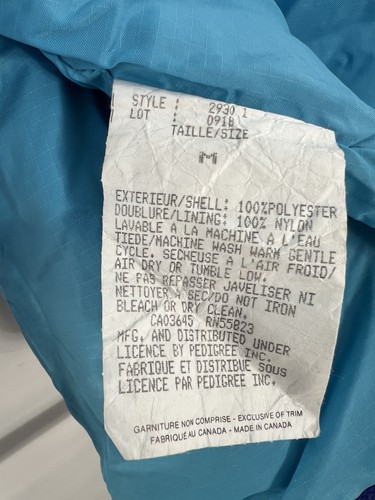 STYLE : 2930 1
LOT : 0918
TAILLE/SIZE
M
EXTERIEUR/SHELL: 100%POLYESTER
DOUBLURE/LINING: 100% NYLON
LAVABLE A LA MACHINE A L'EAU
TIEDE/MACHINE WASH WARM GENTLE
CYCLE. SECHEUSE A L'AIR FROID/
AIR DRY OR TUMBLE LOW.
NE PAS REPASSER JAVELISER NI
NETTOYER A SEC/DO NOT IRON
BLEACH OR DRY CLEAN.
CA03645 RN55823
MFG. AND DISTRIBUTED UNDER
LICENCE BY PEDIGREE INC.
FABRIQUE ET DISTRIBUE SOUS
LICENCE PAR PEDIGREE INC.
GARNITURE NON COMPRISE - EXCLUSIVE OF TRIM
FABRIQUÉ AU CANADA - MADE IN CANADA